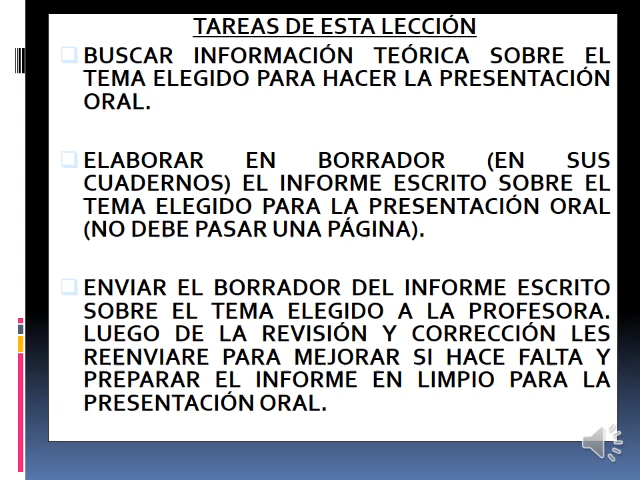 TAREAS DE ESTA LECCIÓN
BUSCAR INFORMACIÓN TEÓRICA SOBRE EL
TEMA ELEGIDO PARA HACER LA PRESENTACIÓN
ORAL.
ELABORAR EN BORRADOR (EN SUS
CUADERNOS) EL INFORME ESCRITO SOBRE EL
TEMA ELEGIDO PARA LA PRESENTACIÓN ORAL
(NO DEBE PASAR UNA PÁGINA).
ENVIAR EL BORRADOR DEL INFORME ESCRITO
SOBRE EL TEMA ELEGIDO A LA PROFESORA.
LUEGO DE LA REVISIÓN Y CORRECCIÓN LES
REENVIARE PARA MEJORAR SI HACE FALTA Y
PREPARAR EL INFORME EN LIMPIO PARA LA
PRESENTACIÓN ORAL.